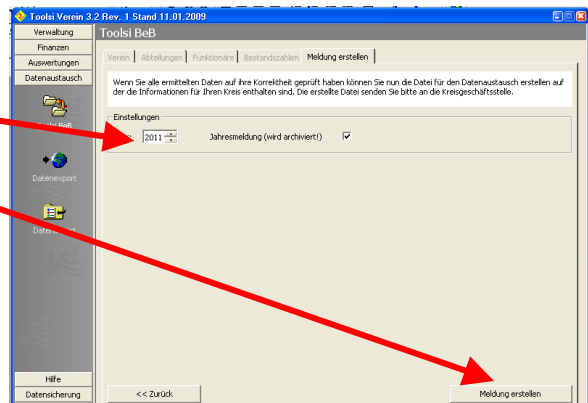 Toolsi Verein 3.2 Rev. 1 Stand 11.01.2009
Verwaltung
Finanzen
Auswertungen
Datenaustausch
Datenexport
Hilfe
Datensicherung
Toolsi BeB
Verein
Abteilungen
Funktionäre
Bestandszahlen
Meldung erstellen
Wenn Sie alle ermittelten Daten auf ihre Korrektheit geprüft haben können Sie nun die Datei für den Datenaustausch erstellen auf
der die Informationen für Ihren Kreis enthalten sind. Die erstellte Datei senden Sie bitte an die Kreisgeschäftsstelle.
Einstellungen
2011
Jahresmeldung (wird archiviert!)
<< Zurück
Meldung erstellen